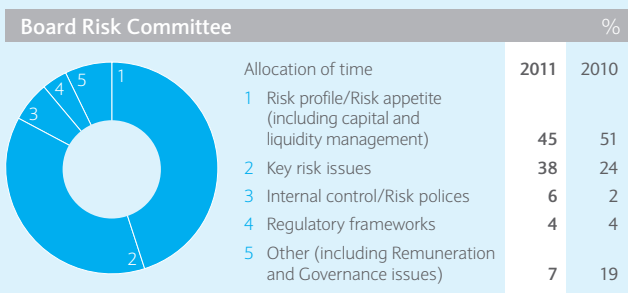 Board Risk Committee %
Allocation of time 2011 2010
1 Risk profile/Risk appetite
(including capital and
liquidity management) 45 51
2 Key risk issues 38 24
3 Internal control/Risk polices 6 2
4 Regulatory frameworks 4 4
5 Other (including Remuneration
and Governance issues) 7 19
1
2
3
4
5